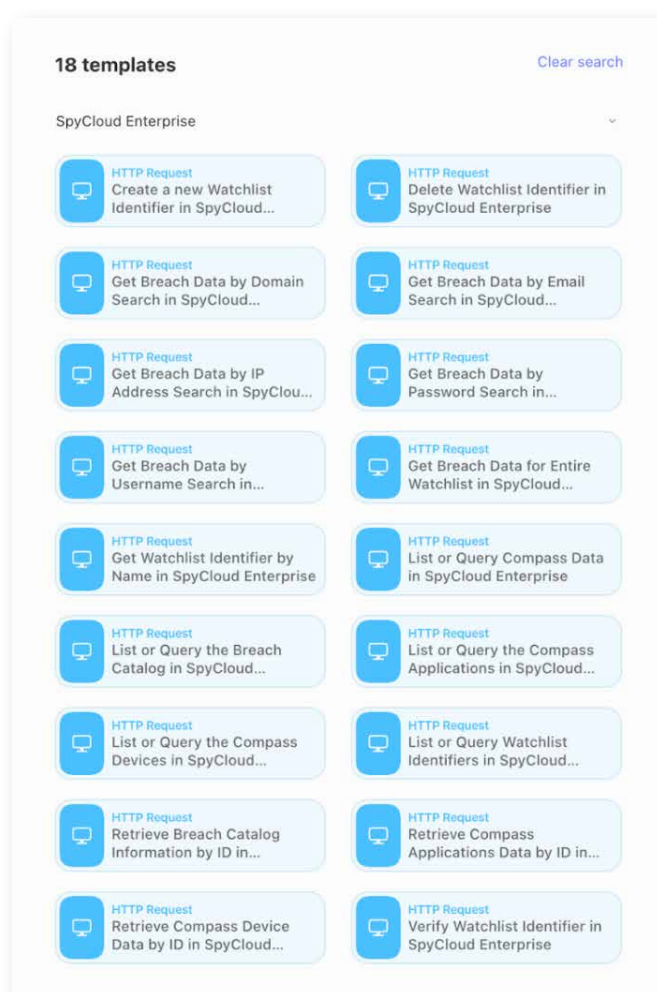 18 templates
Clear search
SpyCloud Enterprise
HTTP Request
Create a new Watchlist
Identifier in SpyCloud...
HTTP Request
Delete Watchlist Identifier in
SpyCloud Enterprise
HTTP Request
Get Breach Data by Domain
Search in SpyCloud...
HTTP Request
Get Breach Data by Email
Search in SpyCloud...
HTTP Request
Get Breach Data by IP
Address Search in SpyClou...
HTTP Request
Get Breach Data by
Password Search in...
HTTP Request
Get Breach Data by
Username Search in...
HTTP Request
Get Breach Data for Entire
Watchlist in SpyCloud...
HTTP Request
Get Watchlist Identifier by
Name in SpyCloud Enterprise
HTTP Request
List or Query Compass Data
in SpyCloud Enterprise
HTTP Request
List or Query the Breach
Catalog in SpyCloud...
HTTP Request
List or Query the Compass
Applications in SpyCloud...
HTTP Request
List or Query the Compass
Devices in SpyCloud...
HTTP Request
List or Query Watchlist
Identifiers in SpyCloud...
HTTP Request
Retrieve Breach Catalog
Information by ID in...
HTTP Request
Retrieve Compass
Applications Data by ID in...
HTTP Request
Retrieve Compass Device
Data by ID in SpyCloud...
HTTP Request
Verify Watchlist Identifier in
SpyCloud Enterprise